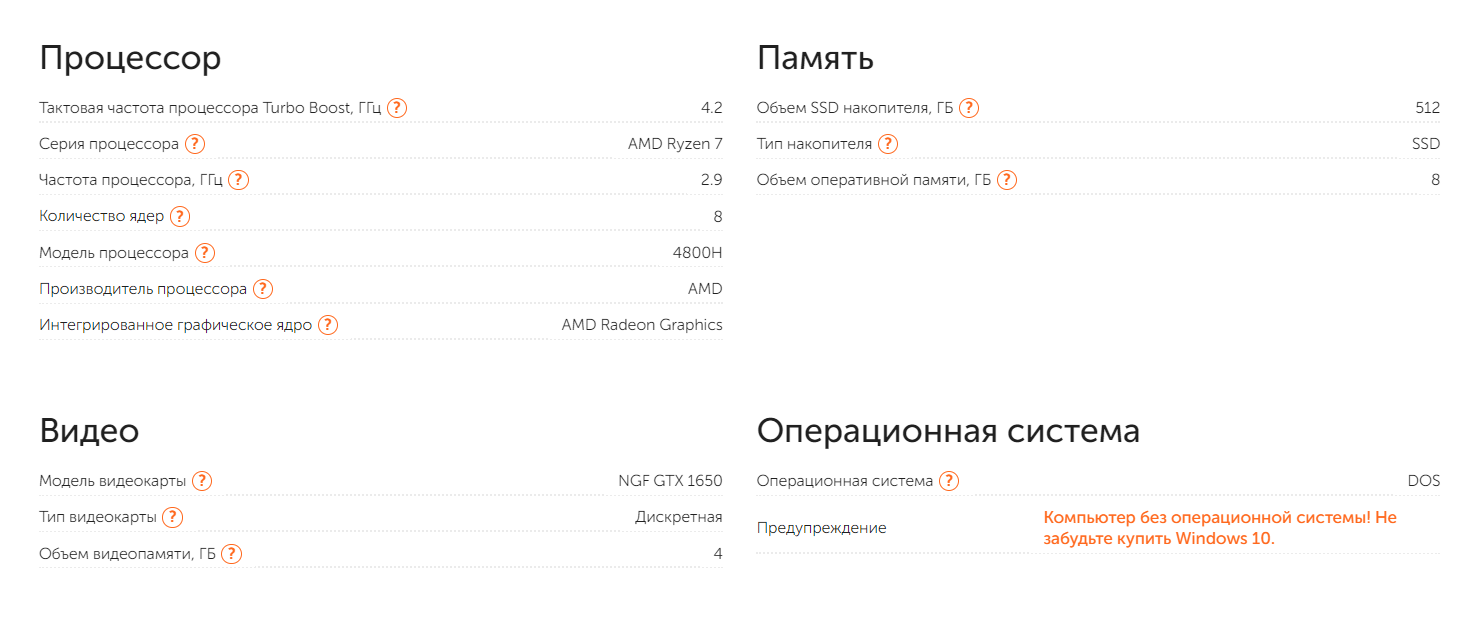 Процессор
Тактовая частота процессора Turbo Boost, ГГц ? 4.2
Серия процессора ? AMD Ryzen 7
Частота процессора, ГГц ? 2.9
Количество ядер ? 8
Модель процессора ? 4800H
Производитель процессора ? AMD
Интегрированное графическое ядро ? AMD Radeon Graphics
Память
Объем SSD накопителя, ГБ ? 512
Тип накопителя ? SSD
Объем оперативной памяти, ГБ ? 8
Видео
Модель видеокарты ? NGF GTX 1650
Тип видеокарты ? Дискретная
Объем видеопамяти, ГБ ? 4
Операционная система
Операционная система ? DOS
Предупреждение
Компьютер без операционной системы! Не
забудьте купить Windows 10.